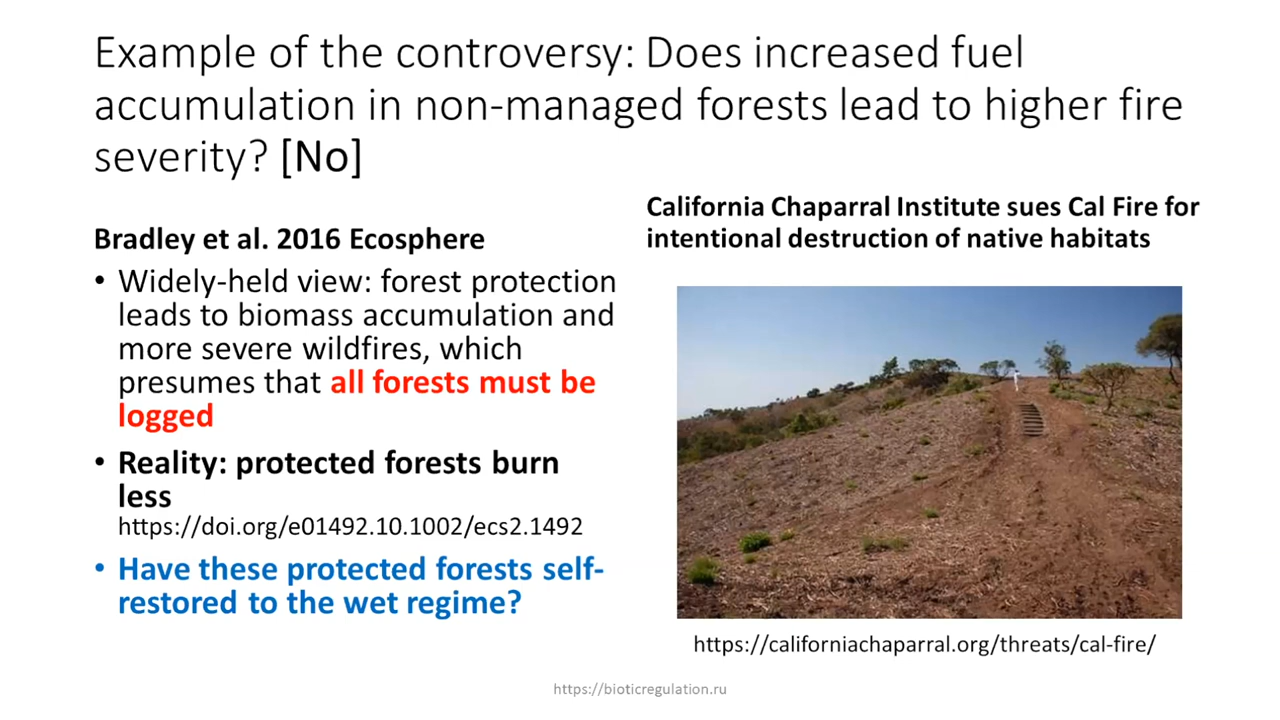 Example of the controversy: Does increased fuel
accumulation in non-managed forests lead to higher fire
severity? [No]
Bradley et al. 2016 Ecosphere
• Widely-held view: forest protection
leads to biomass accumulation and
more severe wildfires, which
presumes that all forests must be
logged
• Reality: protected forests burn
less
https://doi.org/e01492.10.1002/ecs2.1492
• Have these protected forests self-
restored to the wet regime?
California Chaparral Institute sues Cal Fire for
intentional destruction of native habitats
https://californiachaparral.org/threats/cal-fire/
https://bioticregulation.ru